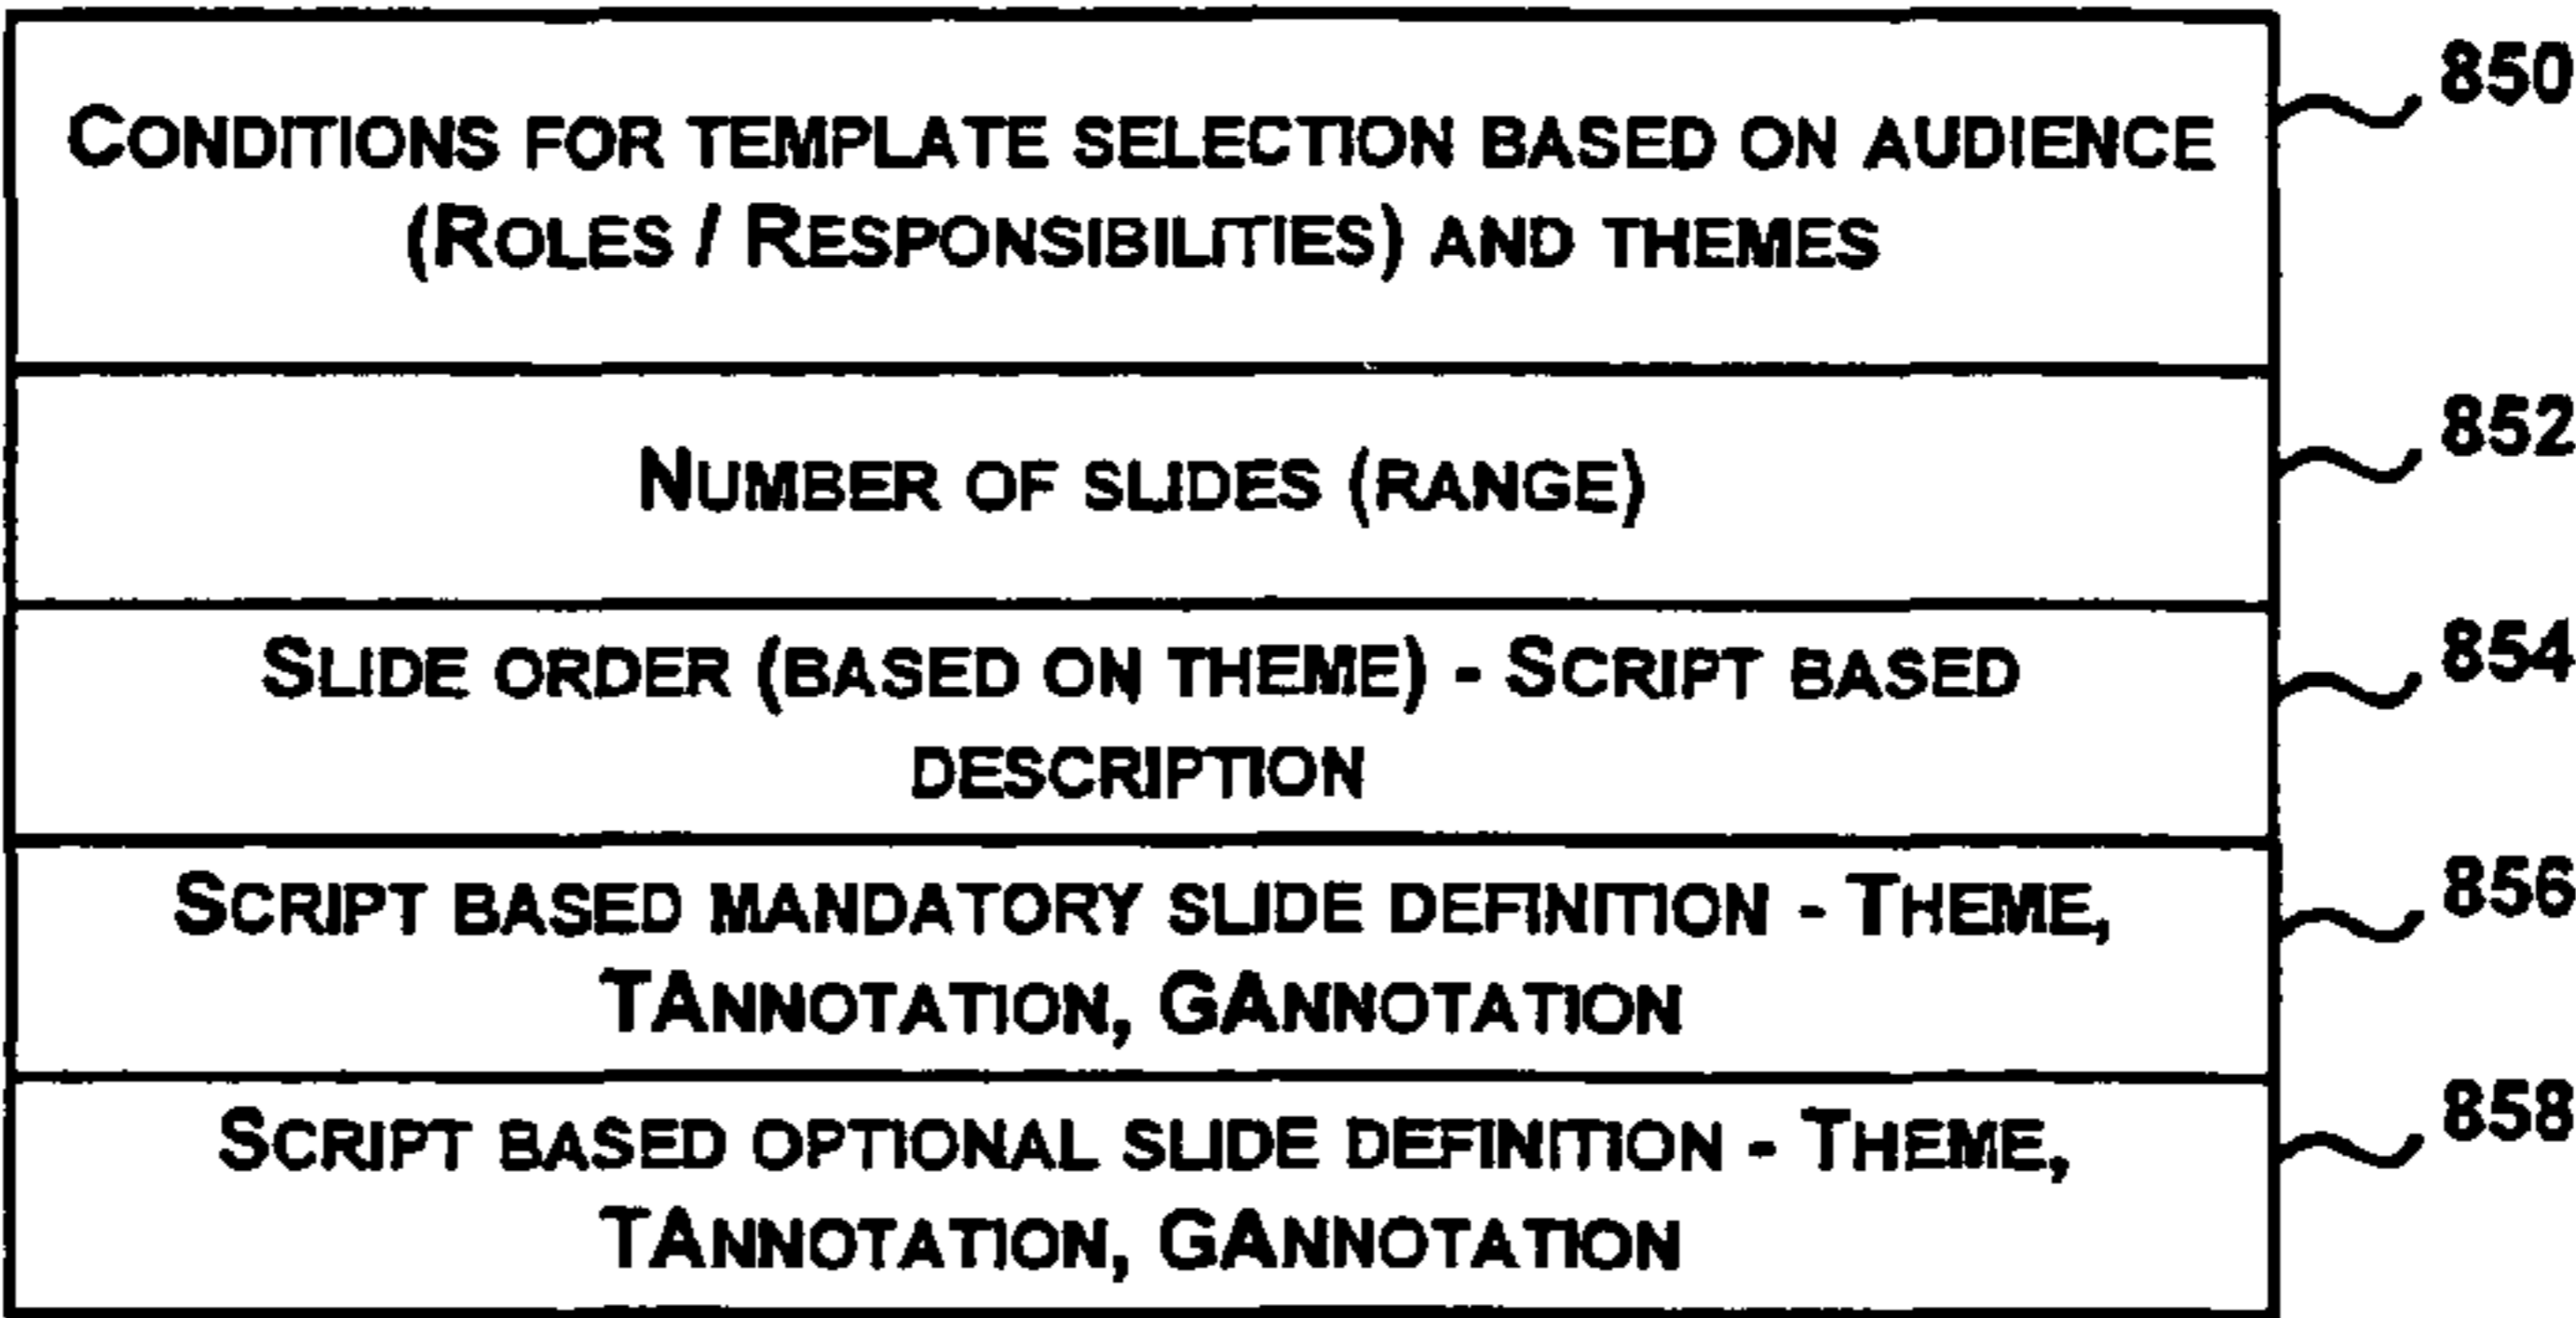 CONDITIONS FOR TEMPLATE SELECTION BASED ON AUDIENCE
(ROLES / RESPONSIBILITIES) AND THEMES
850
NUMBER OF SLIDES (RANGE)
852
SLIDE ORDER (BASED ON THEME) - SCRIPT BASED
DESCRIPTION
854
SCRIPT BASED MANDATORY SLIDE DEFINITION - THEME,
TANNOTATION, GANNOTATION
856
SCRIPT BASED OPTIONAL SLIDE DEFINITION - THEME,
TANNOTATION, GANNOTATION
858